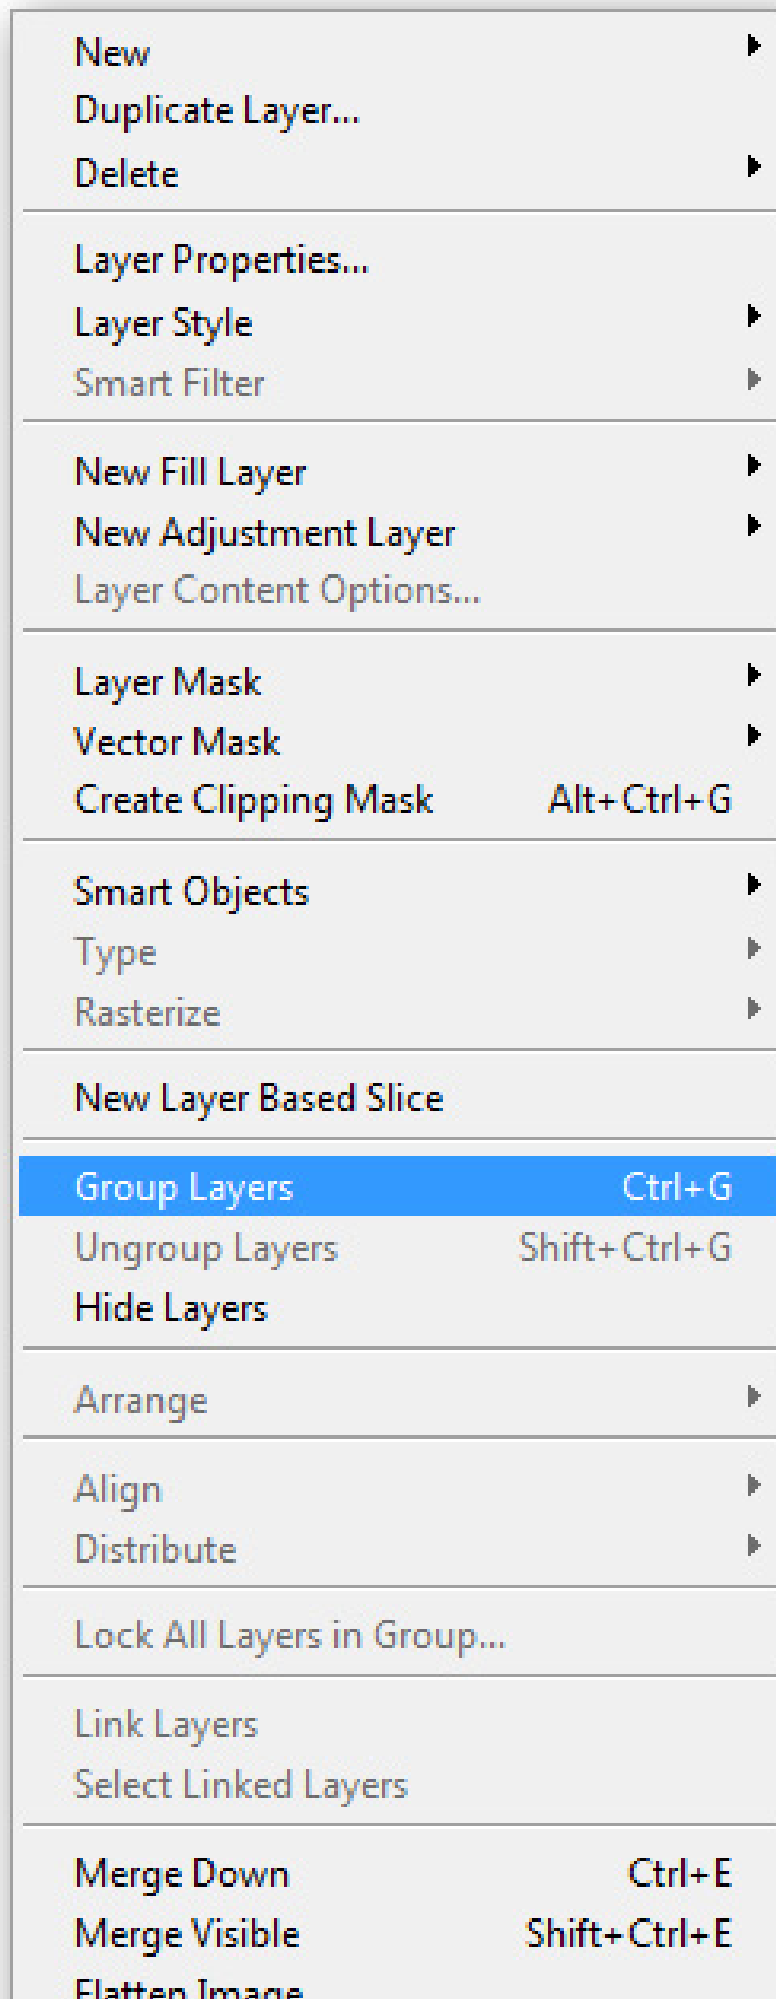 New
Duplicate Layer...
Delete
Layer Properties...
Layer Style
Smart Filter
New Fill Layer
New Adjustment Layer
Layer Content Options...
Layer Mask
Vector Mask
Create Clipping Mask Alt+Ctrl+G
Smart Objects
Type
Rasterize
New Layer Based Slice
Group Layers Ctrl+G
Ungroup Layers Shift+Ctrl+G
Hide Layers
Arrange
Align
Distribute
Lock All Layers in Group...
Link Layers
Select Linked Layers
Merge Down Ctrl+E
Merge Visible Shift+Ctrl+E
Flatten Image